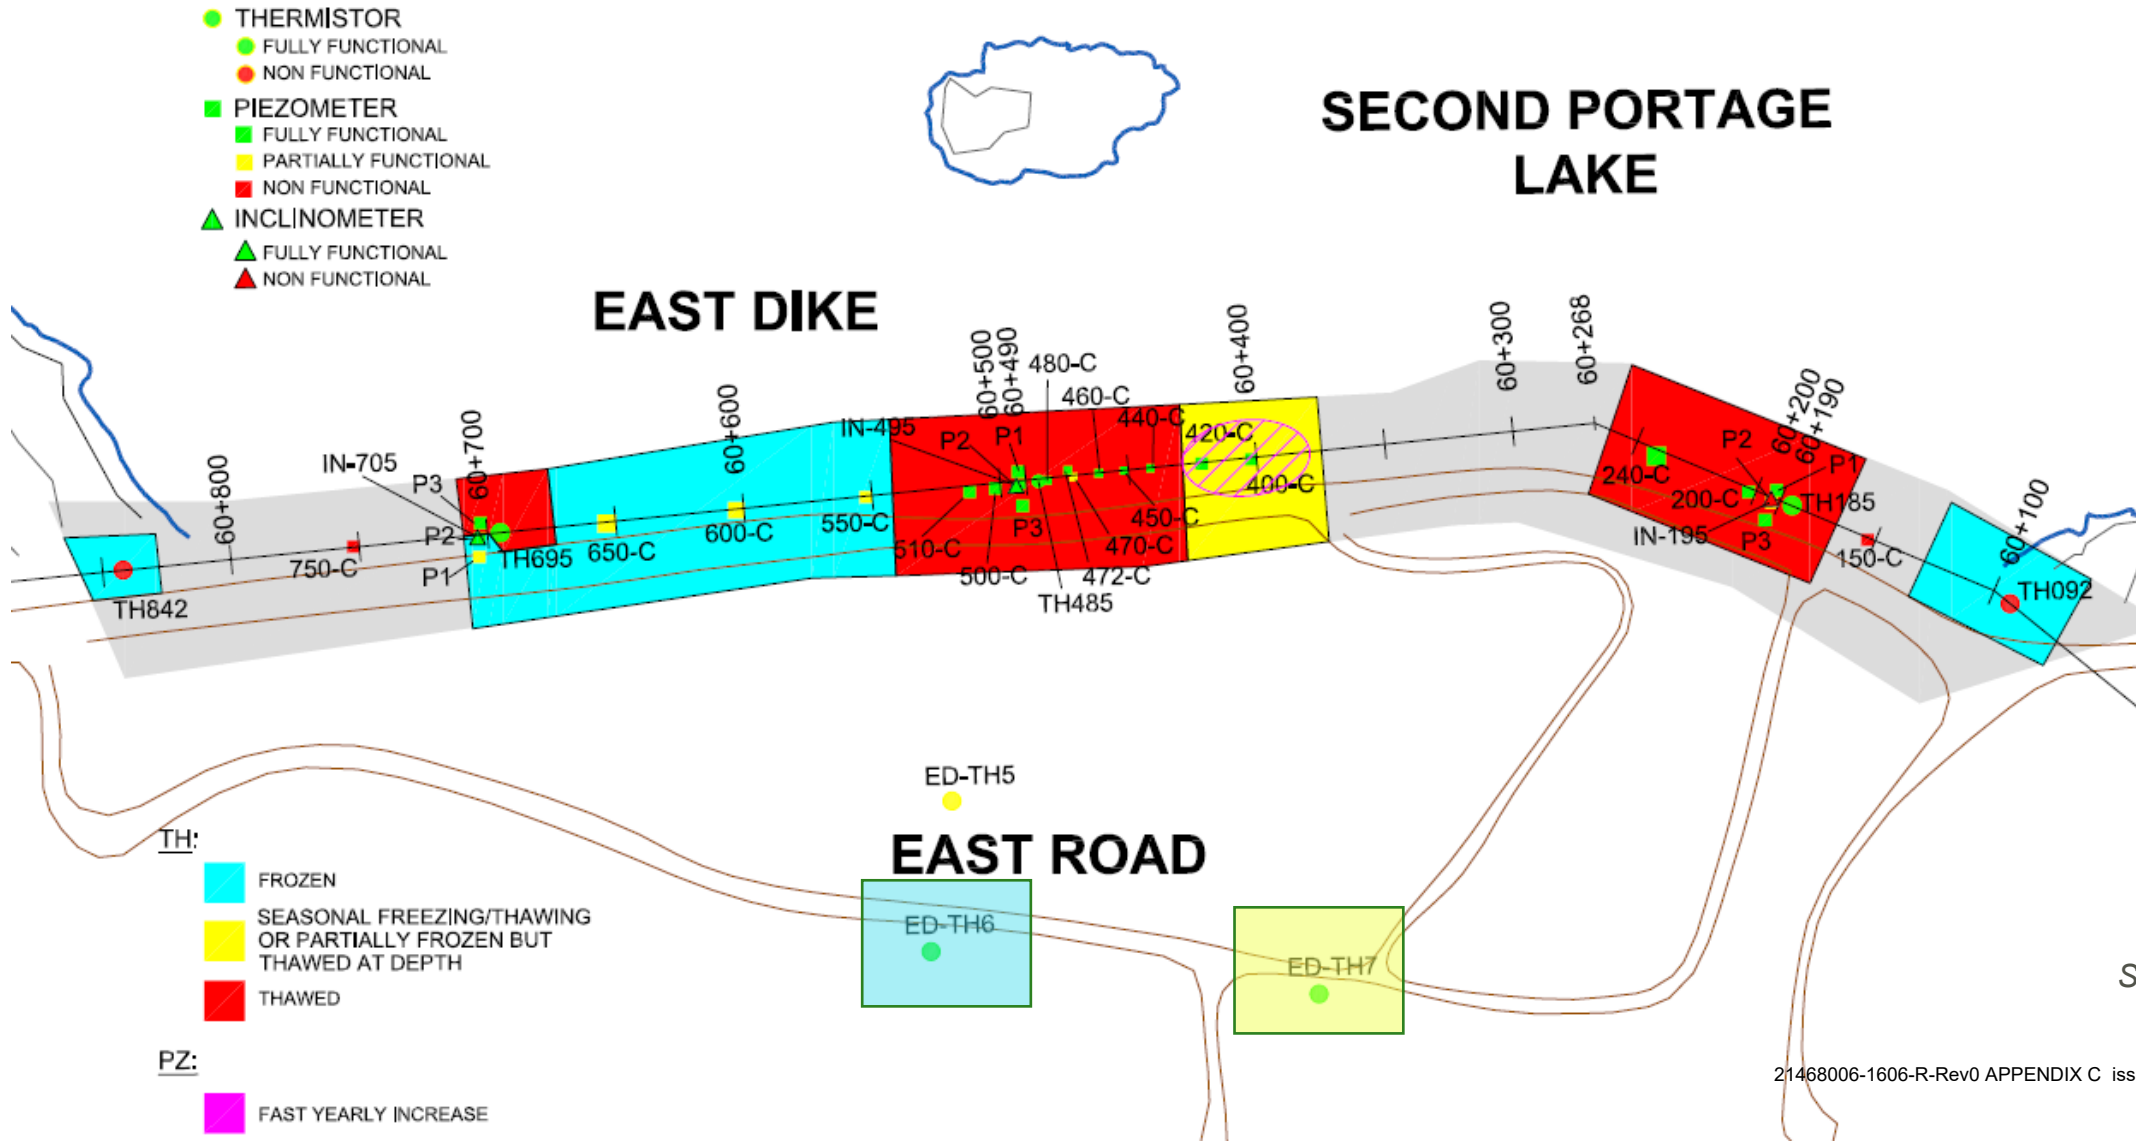 THERMISTOR
FULLY FUNCTIONAL
NON FUNCTIONAL
PIEZOMETER
FULLY FUNCTIONAL
PARTIALLY FUNCTIONAL
NON FUNCTIONAL
INCLINOMETER
FULLY FUNCTIONAL
NON FUNCTIONAL
SECOND PORTAGE
LAKE
EAST DIKE
60+800
60+700
60+600
60+500
60+490
60+400
60+300
60+268
60+200
60+190
60+100
IN-705
P3
P2
P1
TH842
750-C
TH695
650-C
600-C
550-C
IN-495
P2
P1
480-C
460-C
440-C
420-C
400-C
450-C
470-C
472-C
TH485
P3
500-C
510-C
240-C
P2
P1
200-C
TH185
IN-195
P3
150-C
TH092
ED-TH5
EAST ROAD
ED-TH6
ED-TH7
TH:
FROZEN
SEASONAL FREEZING/THAWING
OR PARTIALLY FROZEN BUT
THAWED AT DEPTH
THAWED
PZ:
FAST YEARLY INCREASE
S
21468006-1606-R-Rev0 APPENDIX C iss